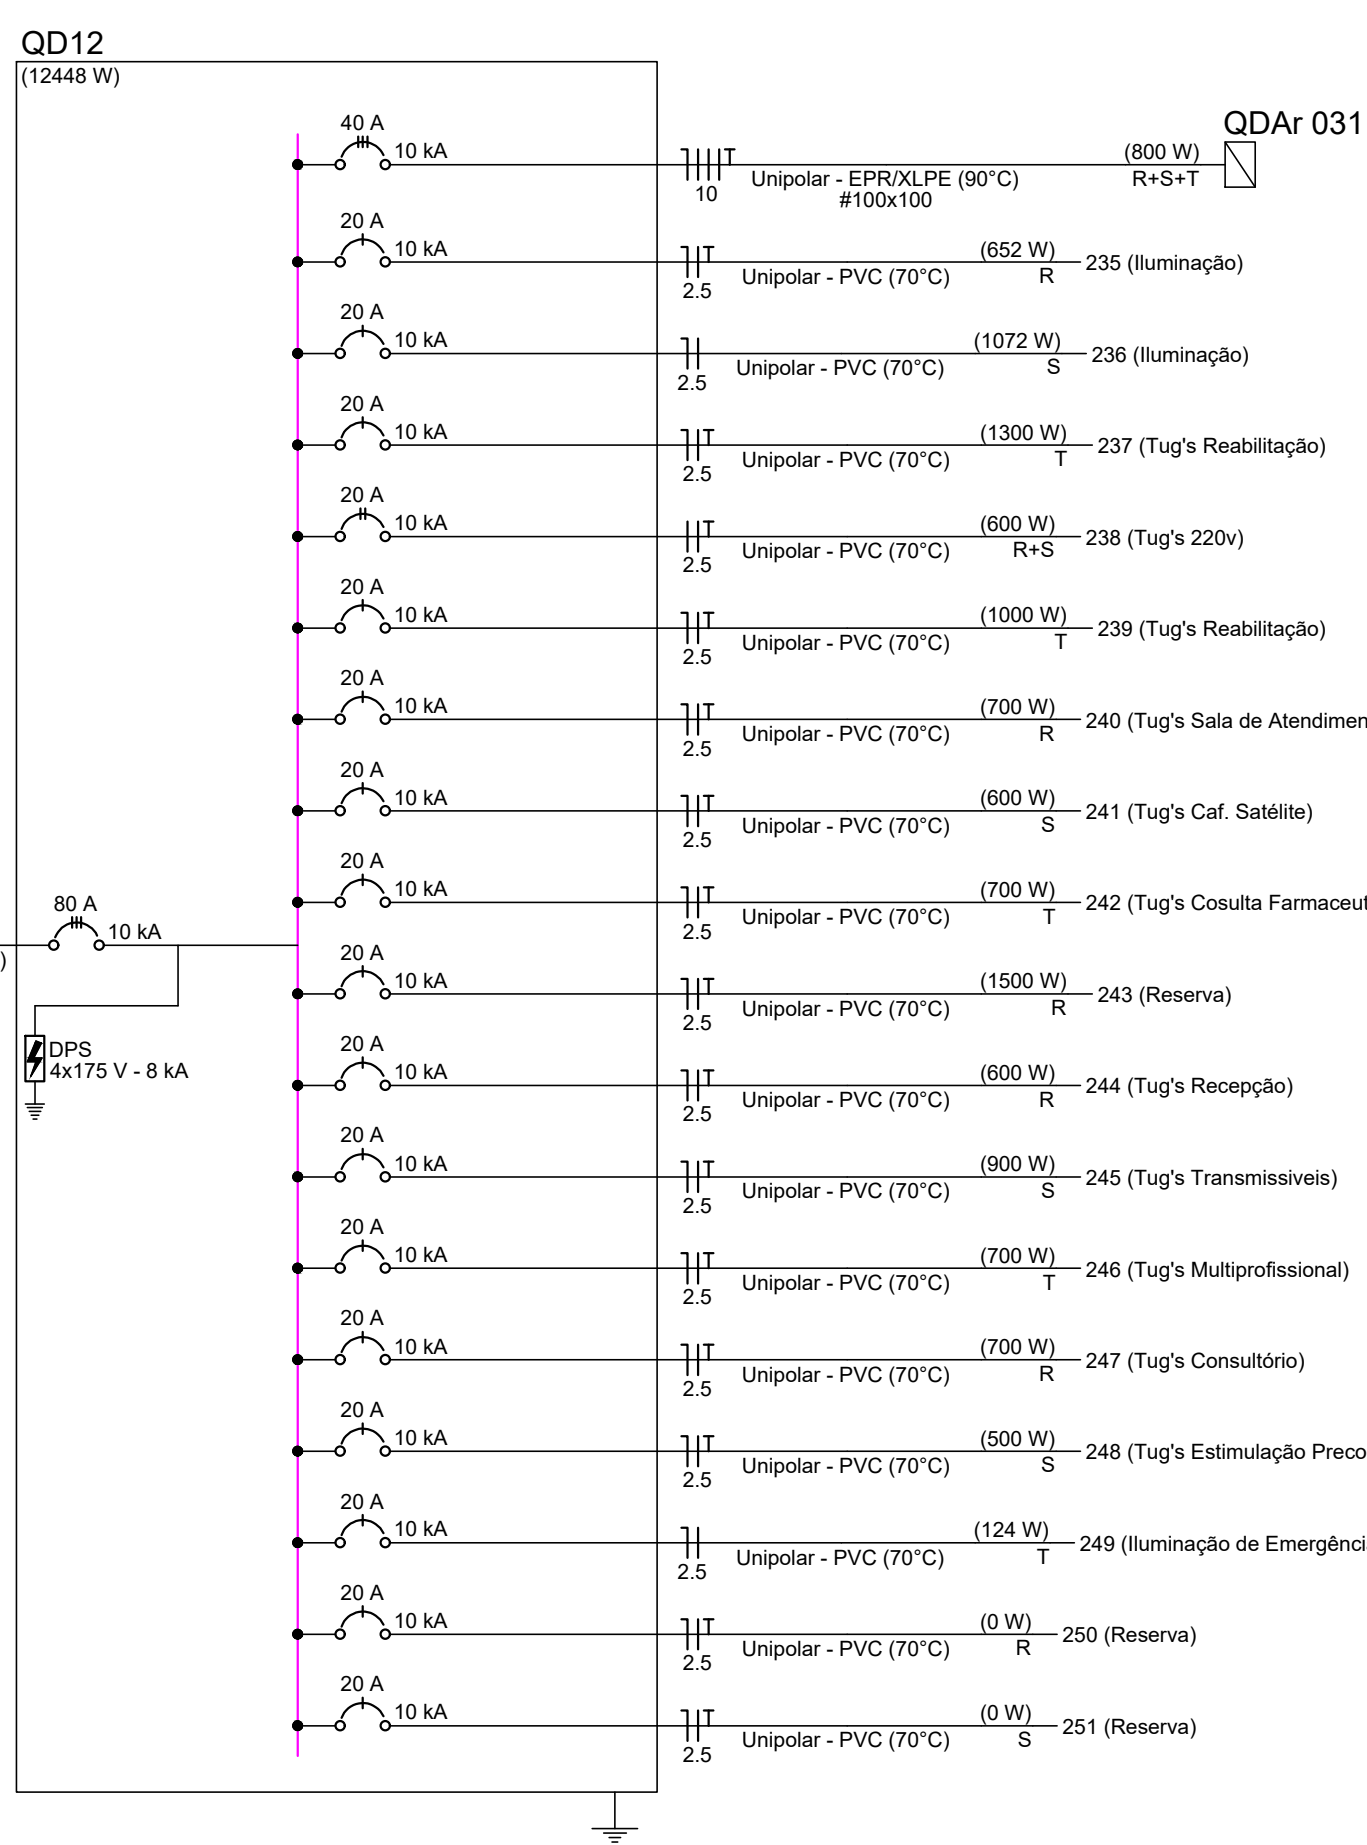 QD12
(12448 W)
40 A
10 kA
10
Unipolar - EPR/XLPE (90°C)
#100x100
(800 W)
R+S+T
QDAr 031
20 A
10 kA
2.5
Unipolar - PVC (70°C)
(652 W)
R
235 (Iluminação)
20 A
10 kA
2.5
Unipolar - PVC (70°C)
(1072 W)
S
236 (Iluminação)
20 A
10 kA
2.5
Unipolar - PVC (70°C)
(1300 W)
T
237 (Tug's Reabilitação)
20 A
10 kA
2.5
Unipolar - PVC (70°C)
(600 W)
R+S
238 (Tug's 220v)
20 A
10 kA
2.5
Unipolar - PVC (70°C)
(1000 W)
T
239 (Tug's Reabilitação)
20 A
10 kA
2.5
Unipolar - PVC (70°C)
(700 W)
R
240 (Tug's Sala de Atendimen
20 A
10 kA
2.5
Unipolar - PVC (70°C)
(600 W)
S
241 (Tug's Caf. Satélite)
20 A
10 kA
2.5
Unipolar - PVC (70°C)
(700 W)
T
242 (Tug's Cosulta Farmaceut
80 A
10 kA
)
DPS
4x175 V - 8 kA
20 A
10 kA
2.5
Unipolar - PVC (70°C)
(1500 W)
R
243 (Reserva)
20 A
10 kA
2.5
Unipolar - PVC (70°C)
(600 W)
R
244 (Tug's Recepção)
20 A
10 kA
2.5
Unipolar - PVC (70°C)
(900 W)
S
245 (Tug's Transmissiveis)
20 A
10 kA
2.5
Unipolar - PVC (70°C)
(700 W)
T
246 (Tug's Multiprofissional)
20 A
10 kA
2.5
Unipolar - PVC (70°C)
(700 W)
R
247 (Tug's Consultório)
20 A
10 kA
2.5
Unipolar - PVC (70°C)
(500 W)
S
248 (Tug's Estimulação Preco
20 A
10 kA
2.5
Unipolar - PVC (70°C)
(124 W)
T
249 (Iluminação de Emergênci
20 A
10 kA
2.5
Unipolar - PVC (70°C)
(0 W)
R
250 (Reserva)
20 A
10 kA
2.5
Unipolar - PVC (70°C)
(0 W)
S
251 (Reserva)